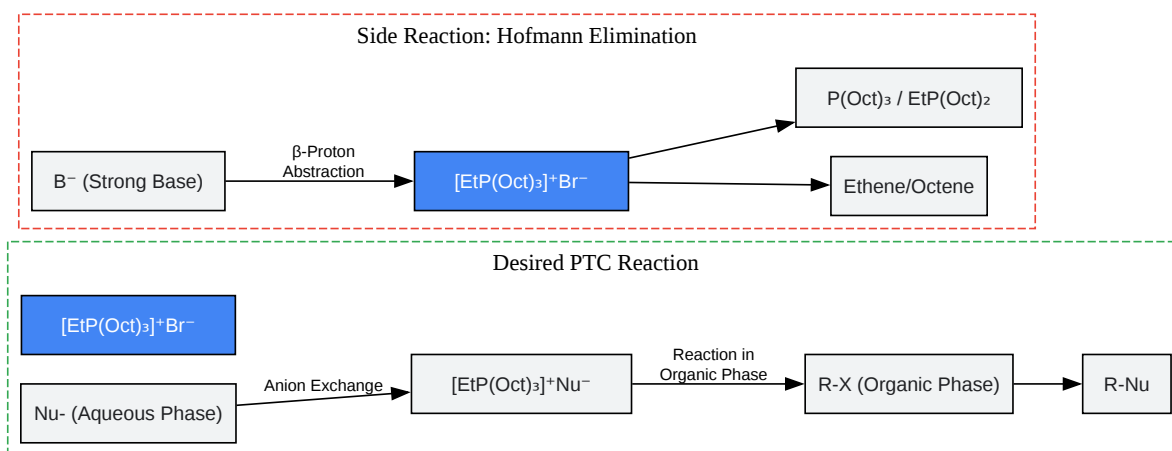 Side Reaction: Hofmann Elimination
P(Oct)₃ / EtP(Oct)₂
β-Proton
Abstraction
B⁻ (Strong Base)
[EtP(Oct)₃]⁺Br⁻
Ethene/Octene
Desired PTC Reaction
[EtP(Oct)₃]⁺Br⁻
Nu- (Aqueous Phase)
Anion Exchange
[EtP(Oct)₃]⁺Nu⁻
Reaction in
Organic Phase
R-X (Organic Phase)
R-Nu